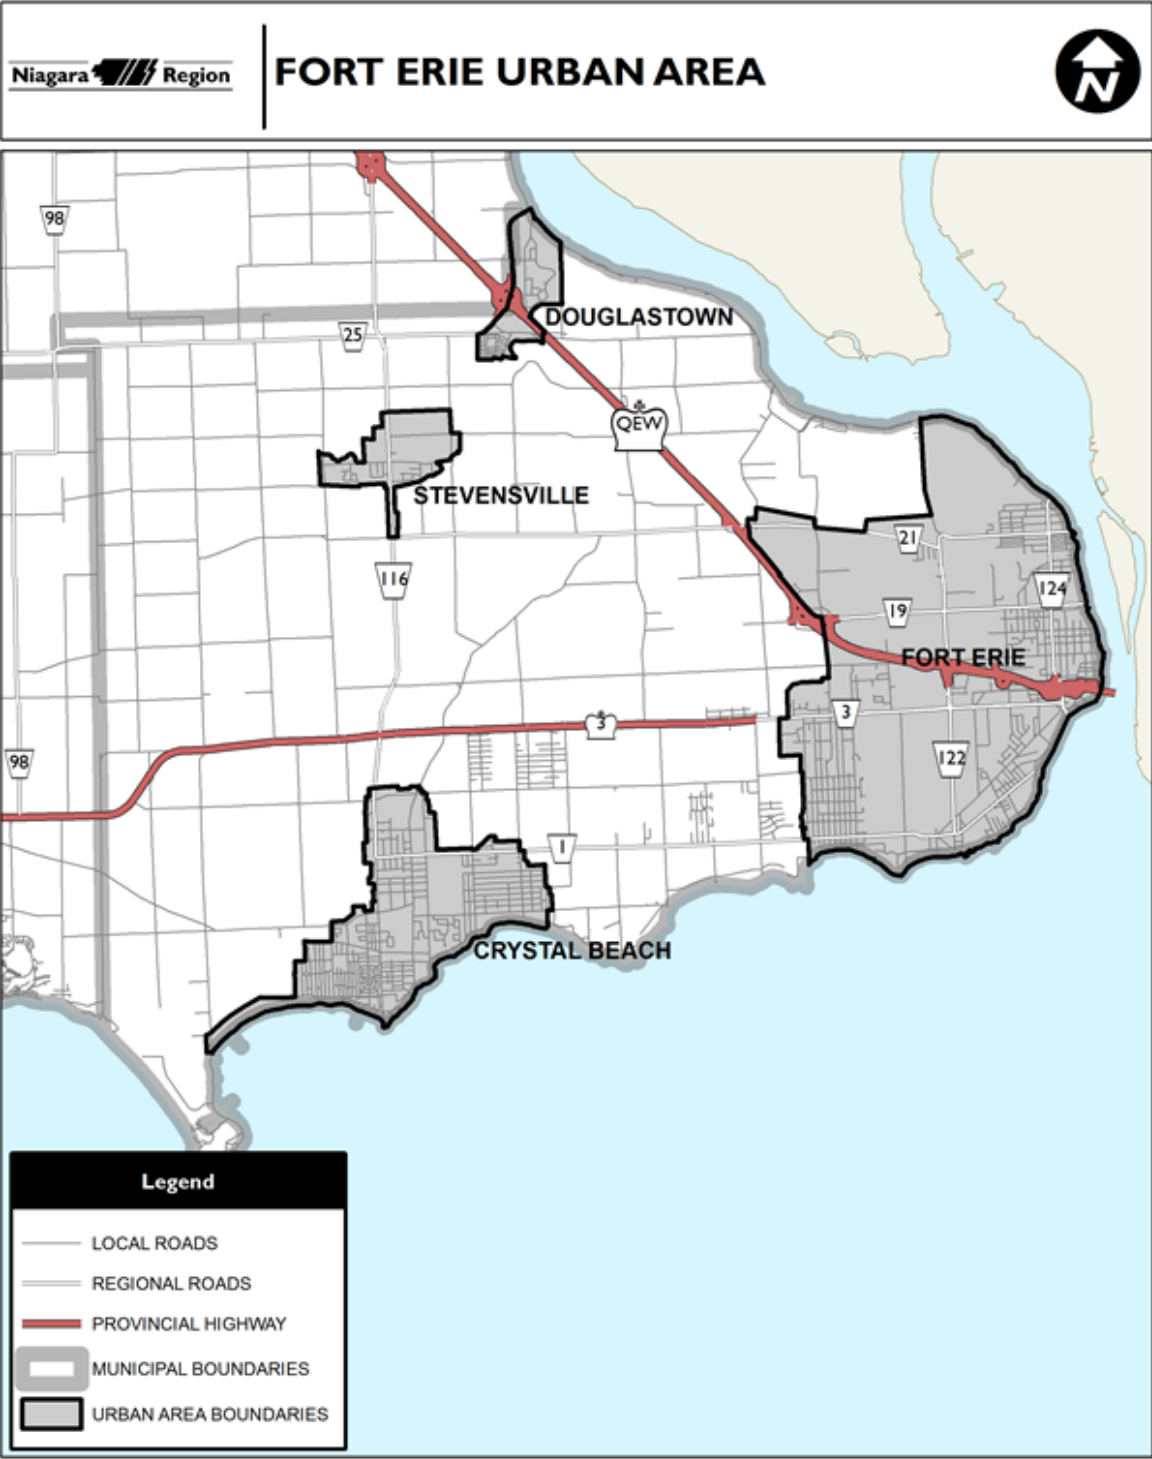 Niagara Region
FORT ERIE URBAN AREA
N
98
DOUGLASTOWN
25
QEW
STEVENSVILLE
21
116
124
19
FORT ERIE
3
3
98
122
1
CRYSTAL BEACH
Legend
LOCAL ROADS
REGIONAL ROADS
PROVINCIAL HIGHWAY
MUNICIPAL BOUNDARIES
URBAN AREA BOUNDARIES